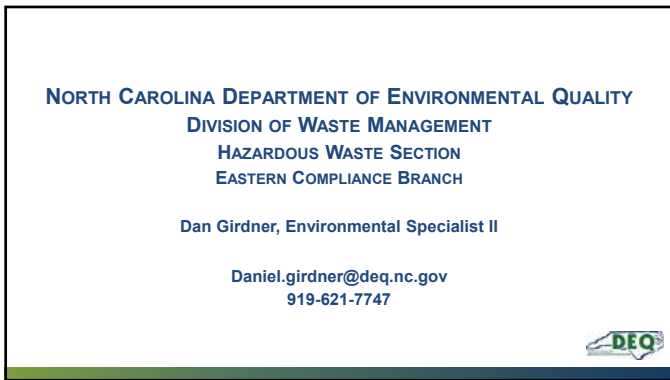 NORTH CAROLINA DEPARTMENT OF ENVIRONMENTAL QUALITY
DIVISION OF WASTE MANAGEMENT
HAZARDOUS WASTE SECTION
EASTERN COMPLIANCE BRANCH
Dan Girdner, Environmental Specialist II
Daniel.girdner@deq.nc.gov
919-621-7747
DEQ